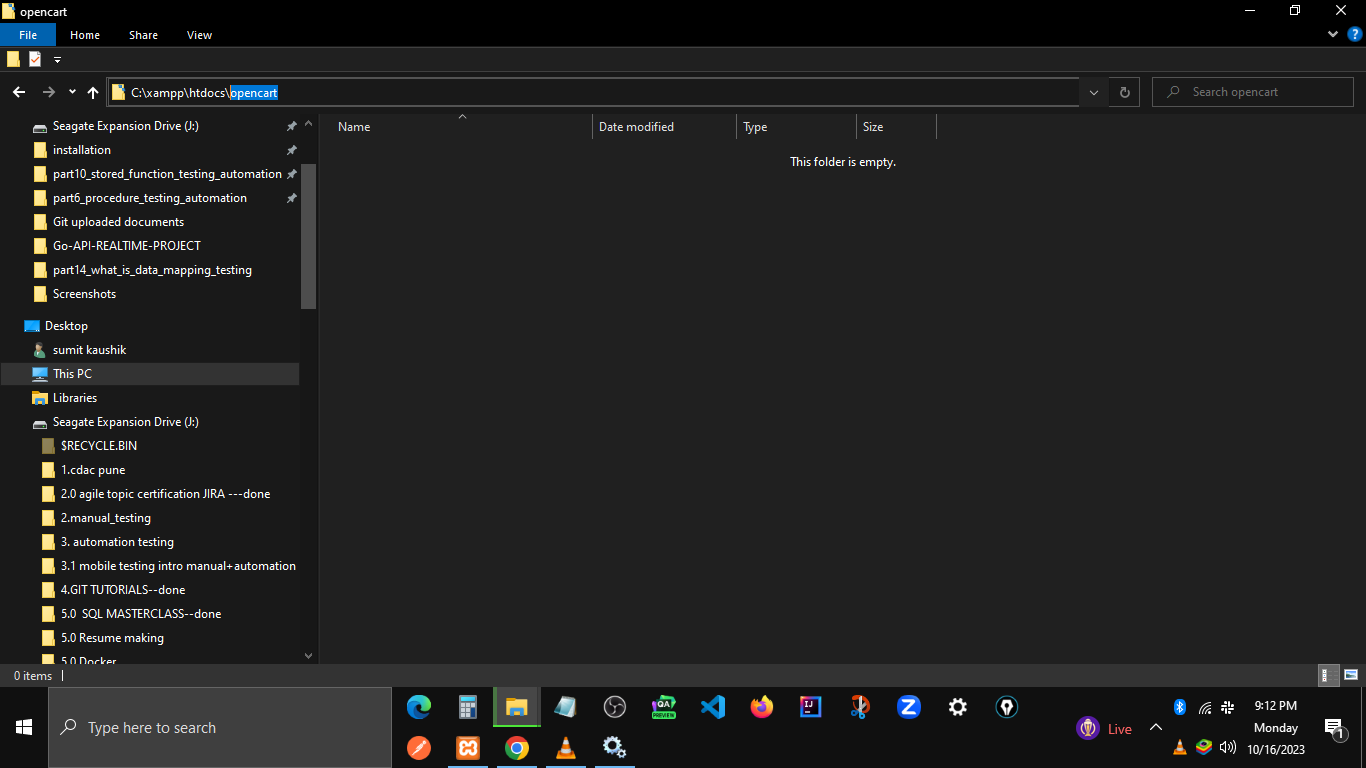 opencart
File Home Share View
C:\xampp\htdocs\opencart
Search opencart
Name Date modified Type Size
This folder is empty.
Seagate Expansion Drive (J:)
installation
part10_stored_function_testing_automation
part6_procedure_testing_automation
Git uploaded documents
Go-API-REALTIME-PROJECT
part14_what_is_data_mapping_testing
Screenshots
Desktop
sumit kaushik
This PC
Libraries
Seagate Expansion Drive (J:)
$RECYCLE.BIN
1.cdac pune
2.0 agile topic certification JIRA ---done
2.manual_testing
3. automation testing
3.1 mobile testing intro manual+automation
4.GIT TUTORIALS--done
5.0  SQL MASTERCLASS--done
5.0 Resume making
5.0 Docker
0 items
Type here to search
QA
PREVIEW
IJ
Z
Live
9:12 PM
Monday
10/16/2023
1